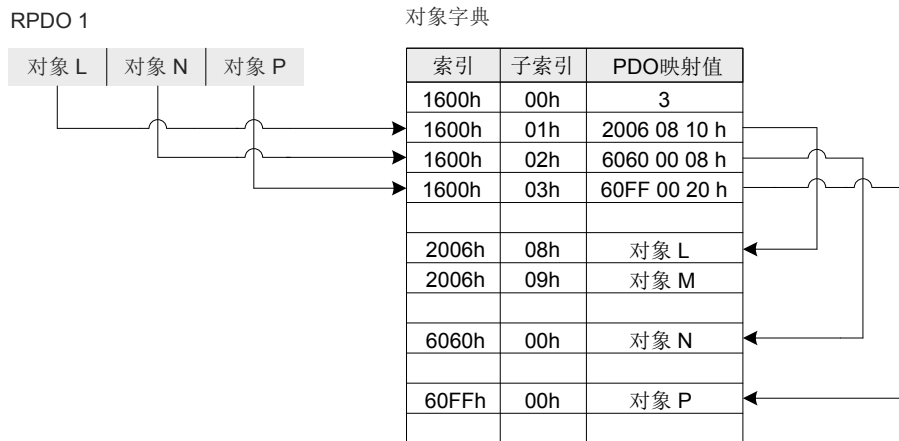 RPDO 1
对象字典
对象 L 对象 N 对象 P
索引 子索引 PDO映射值
1600h 00h 3
1600h 01h 2006 08 10 h
1600h 02h 6060 00 08 h
1600h 03h 60FF 00 20 h
2006h 08h 对象 L
2006h 09h 对象 M
6060h 00h 对象 N
60FFh 00h 对象 P